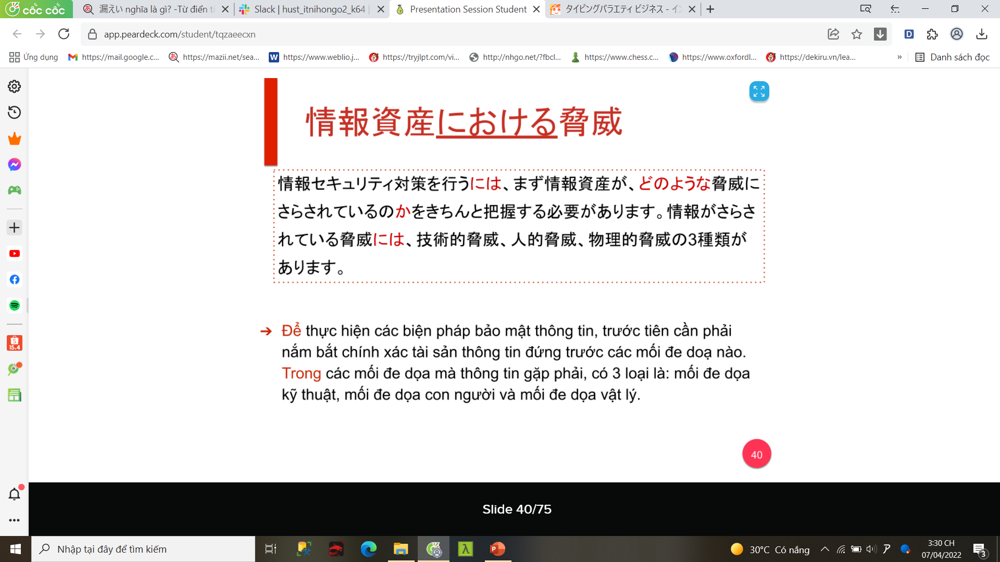 cốc cốc
漏えい nghĩa là gì? -Từ điển ti
Slack | hust_itnihongo2_k64 |
Presentation Session Student
タイピングバラエティ ビジネス - イン
app.peardeck.com/student/tqzaeecxn
Ứng dụng
https://mail.google.c...
https://mazii.net/sea...
https://www.weblio.j...
https://tryjlpt.com/vi...
http://nhgo.net/?fbcl...
https://www.chess.c...
https://www.oxfordl...
https://dekiru.vn/lea...
»
Danh sách đọc
情報資産における脅威
情報セキュリティ対策を行うには、まず情報資産が、どのような脅威に
さらされているのかをきちんと把握する必要があります。情報がさらさ
れている脅威には、技術的脅威、人的脅威、物理的脅威の3種類が
あります。
➔ Để thực hiện các biện pháp bảo mật thông tin, trước tiên cần phải
nắm bắt chính xác tài sản thông tin đứng trước các mối đe doạ nào.
Trong các mối đe dọa mà thông tin gặp phải, có 3 loại là: mối đe dọa
kỹ thuật, mối đe dọa con người và mối đe dọa vật lý.
40
15.4
Slide 40/75
Nhập tại đây để tìm kiếm
30°C Có nắng
3:30 CH
07/04/2022
3